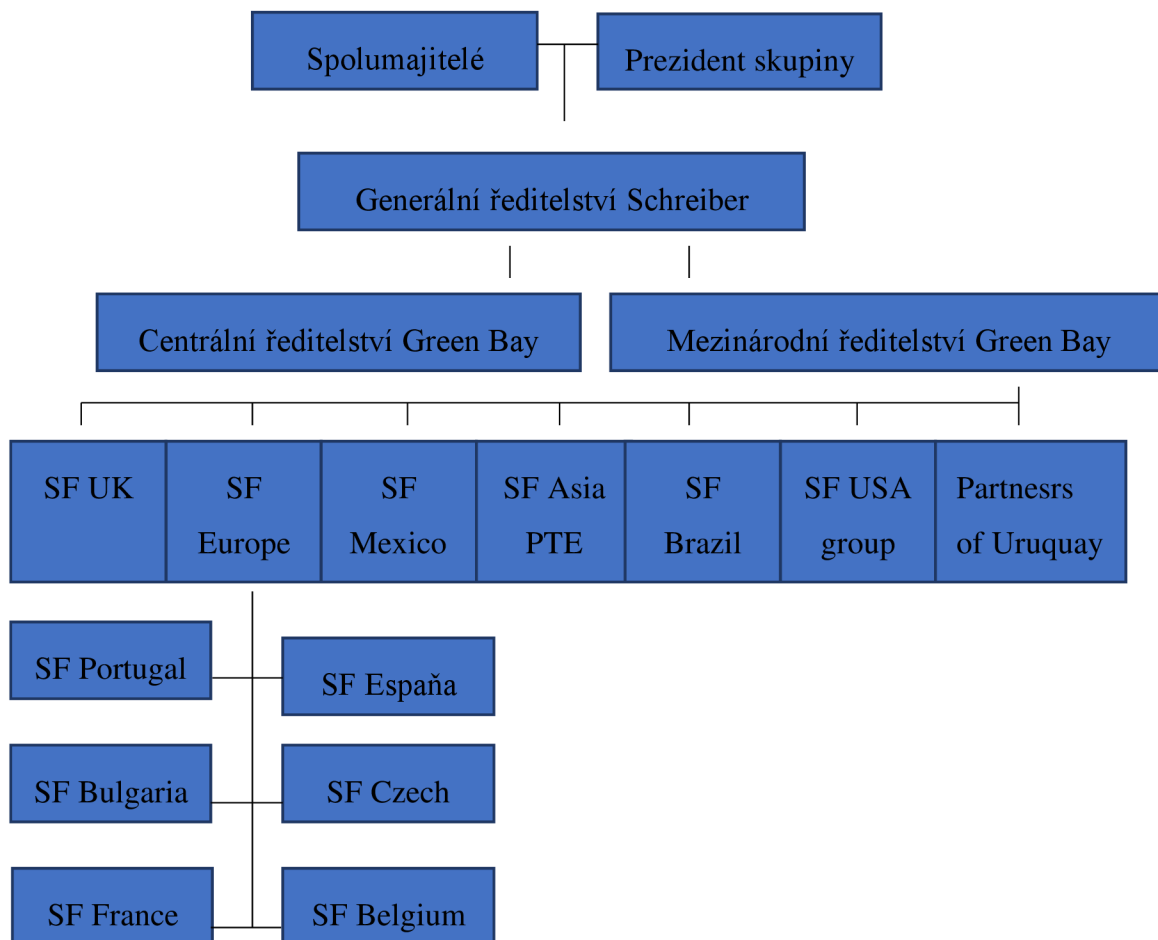 Spolumajitelé
Prezident skupiny
Generální ředitelství Schreiber
Centrální ředitelství Green Bay
Mezinárodní ředitelství Green Bay
SF UK
SF
Europe
SF
Mexico
SF Asia
PTE
SF
Brazil
SF USA
group
Partnesrs
of Uruquay
SF Portugal
SF Espaňa
SF Bulgaria
SF Czech
SF France
SF Belgium